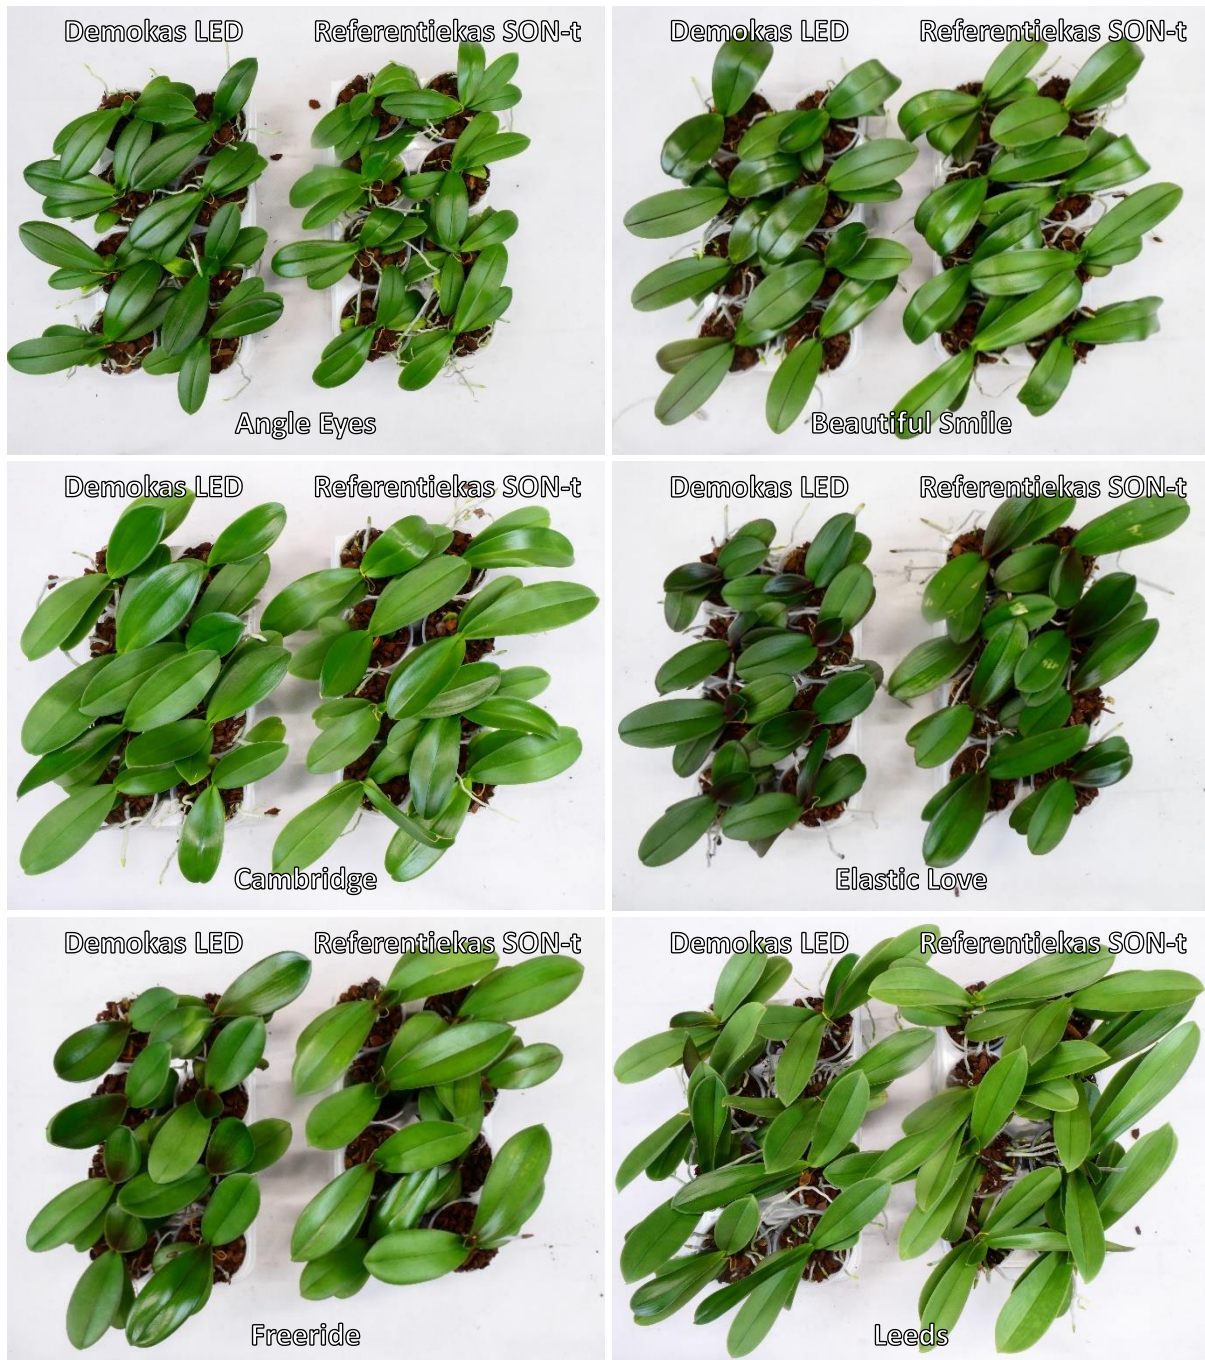 Demokas LED Referentiekas SON-t
Angle Eyes
Demokas LED Referentiekas SON-t
Beautiful Smile
Demokas LED Referentiekas SON-t
Cambridge
Demokas LED Referentiekas SON-t
Elastic Love
Demokas LED Referentiekas SON-t
Freeride
Demokas LED Referentiekas SON-t
Leeds